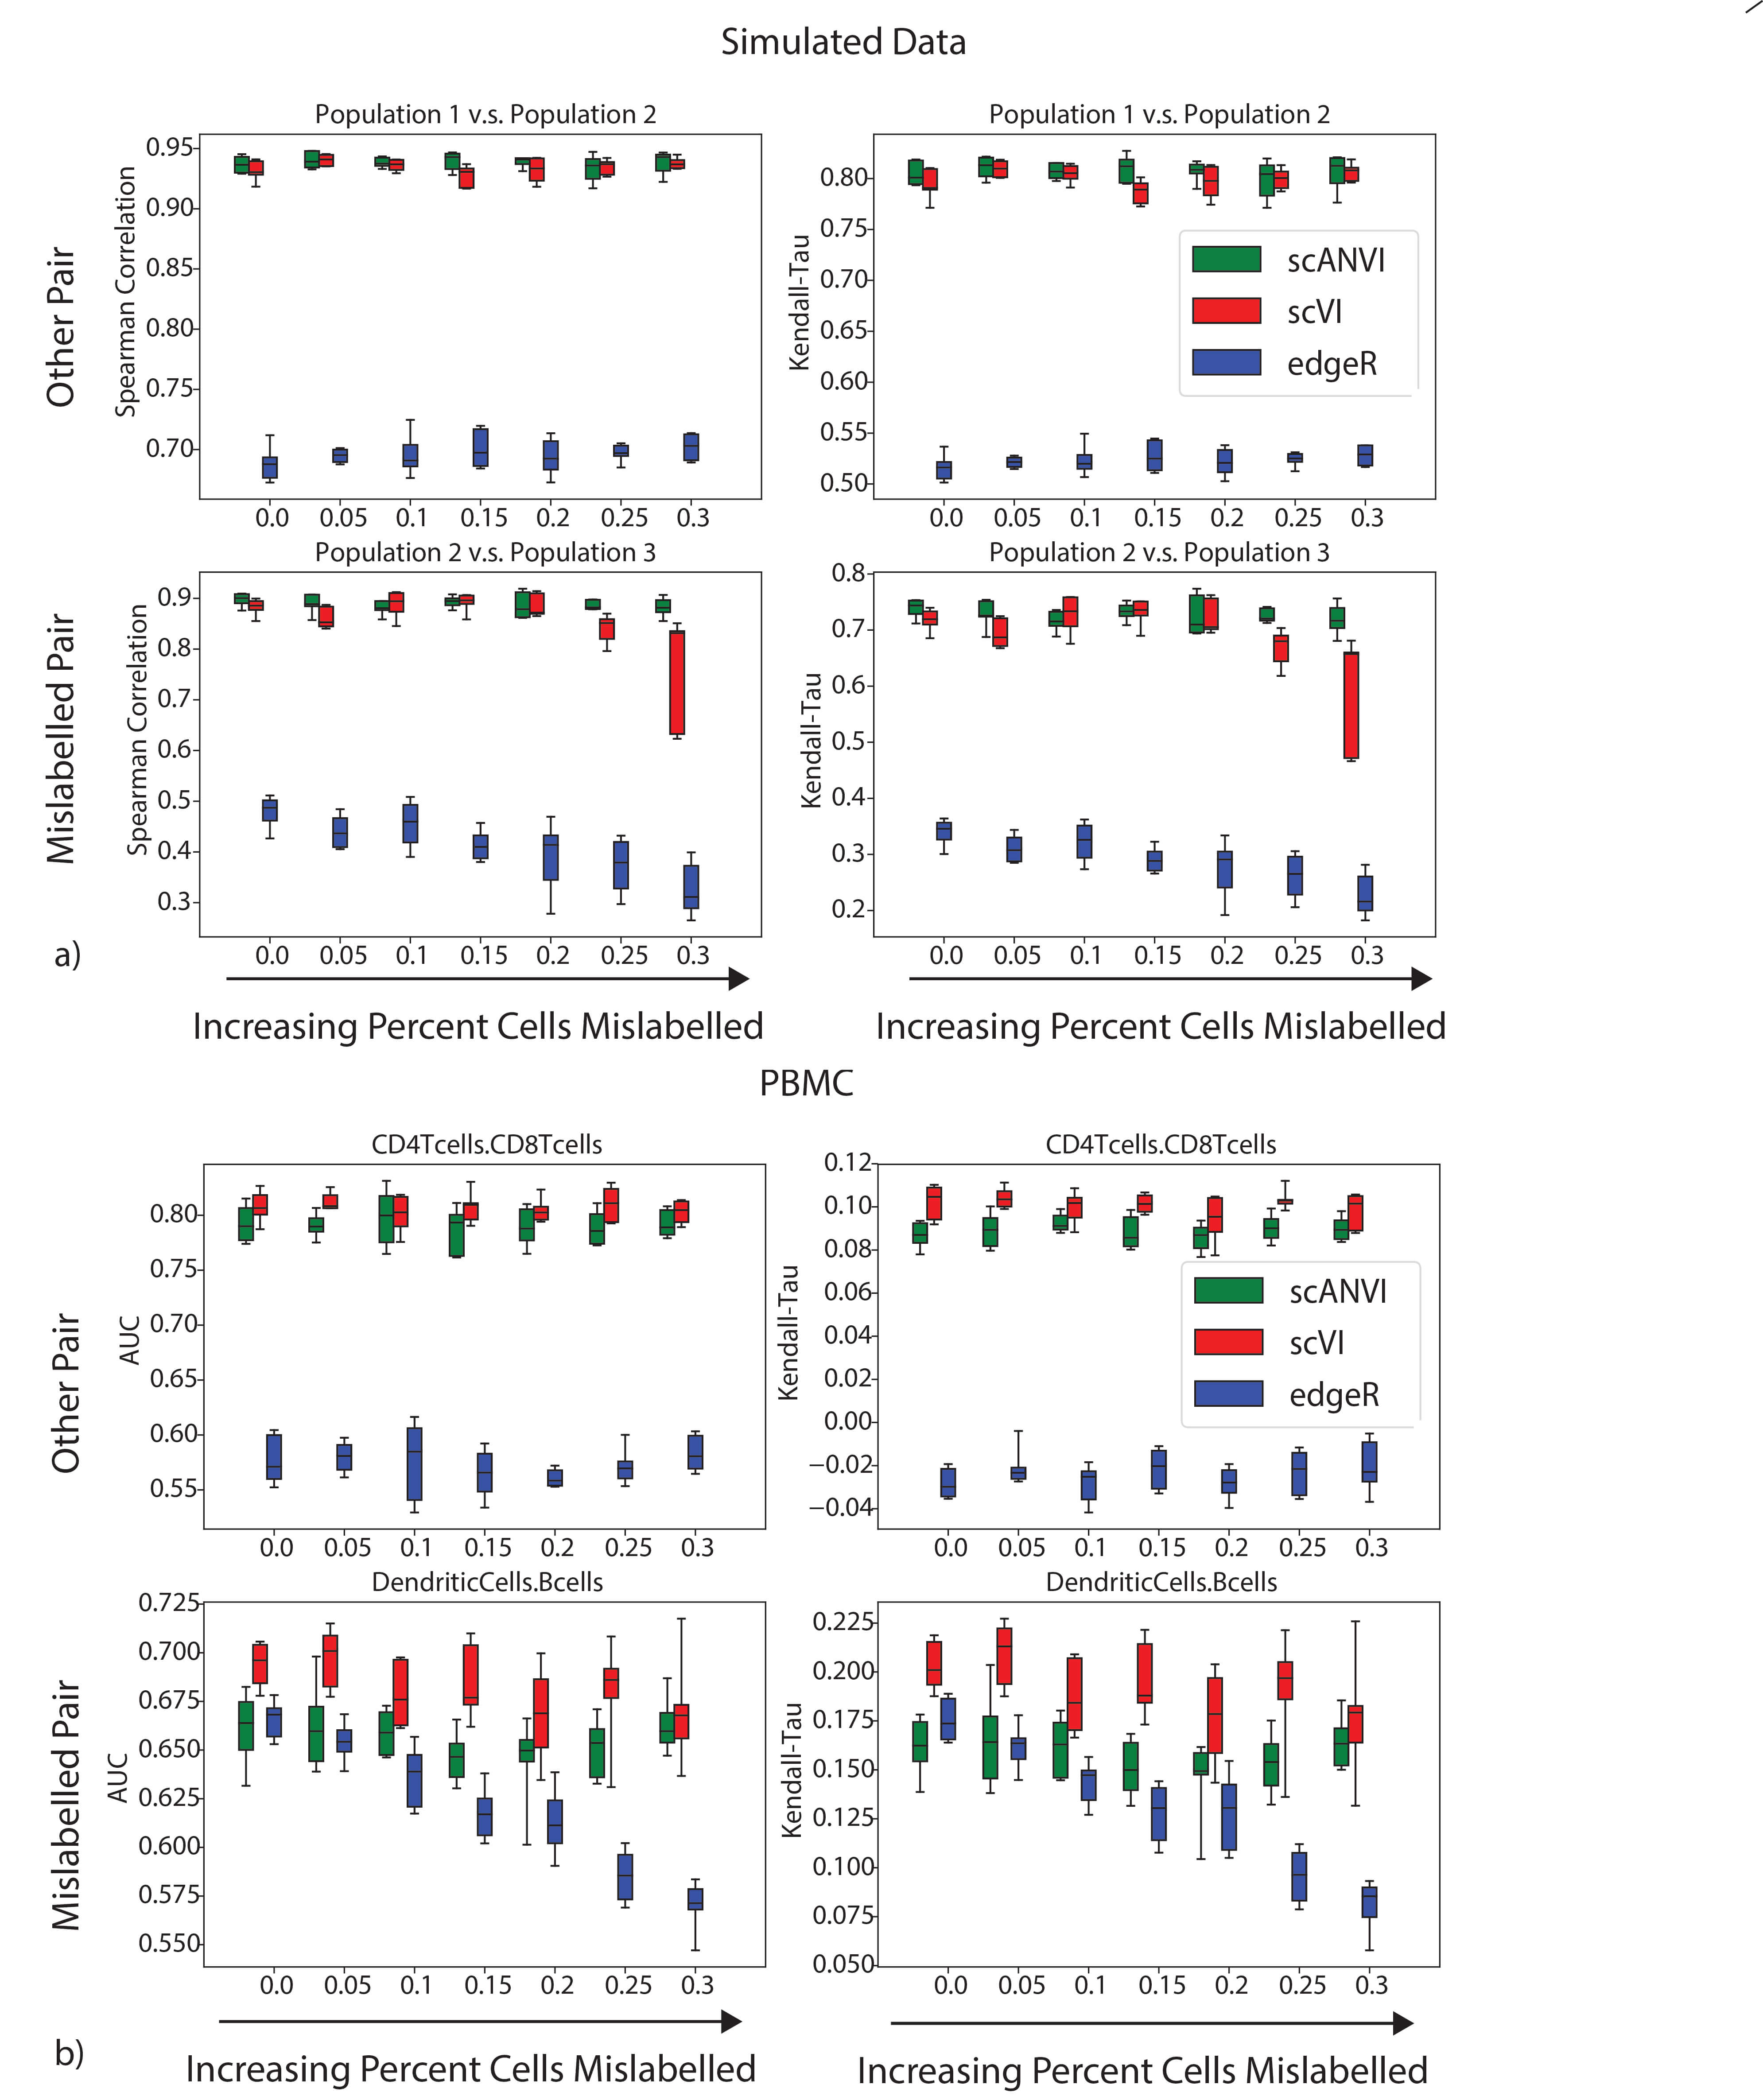 Simulated Data
Population 1 v.s. Population 2
Population 1 v.s. Population 2
Other Pair
Spearman Correlation
0.95
0.90
0.85
0.80
0.75
0.70
0.0 0.05 0.1 0.15 0.2 0.25 0.3
Kendall-Tau
0.80
0.75
0.70
0.65
0.60
0.55
0.50
scANVI
scVI
edgeR
0.0 0.05 0.1 0.15 0.2 0.25 0.3
Population 2 v.s. Population 3
Population 2 v.s. Population 3
Mislabelled Pair
Spearman Correlation
0.9
0.8
0.7
0.6
0.5
0.4
0.3
0.0 0.05 0.1 0.15 0.2 0.25 0.3
Kendall-Tau
0.8
0.7
0.6
0.5
0.4
0.3
0.2
0.0 0.05 0.1 0.15 0.2 0.25 0.3
a)
Increasing Percent Cells Mislabelled
Increasing Percent Cells Mislabelled
PBMC
CD4Tcells.CD8Tcells
CD4Tcells.CD8Tcells
Other Pair
AUC
0.80
0.75
0.70
0.65
0.60
0.55
0.0 0.05 0.1 0.15 0.2 0.25 0.3
Kendall-Tau
0.12
0.10
0.08
0.06
0.04
0.02
0.00
−0.02
−0.04
scANVI
scVI
edgeR
0.0 0.05 0.1 0.15 0.2 0.25 0.3
DendriticCells.Bcells
DendriticCells.Bcells
Mislabelled Pair
AUC
0.725
0.700
0.675
0.650
0.625
0.600
0.575
0.550
0.0 0.05 0.1 0.15 0.2 0.25 0.3
Kendall-Tau
0.225
0.200
0.175
0.150
0.125
0.100
0.075
0.050
0.0 0.05 0.1 0.15 0.2 0.25 0.3
b)
Increasing Percent Cells Mislabelled
Increasing Percent Cells Mislabelled